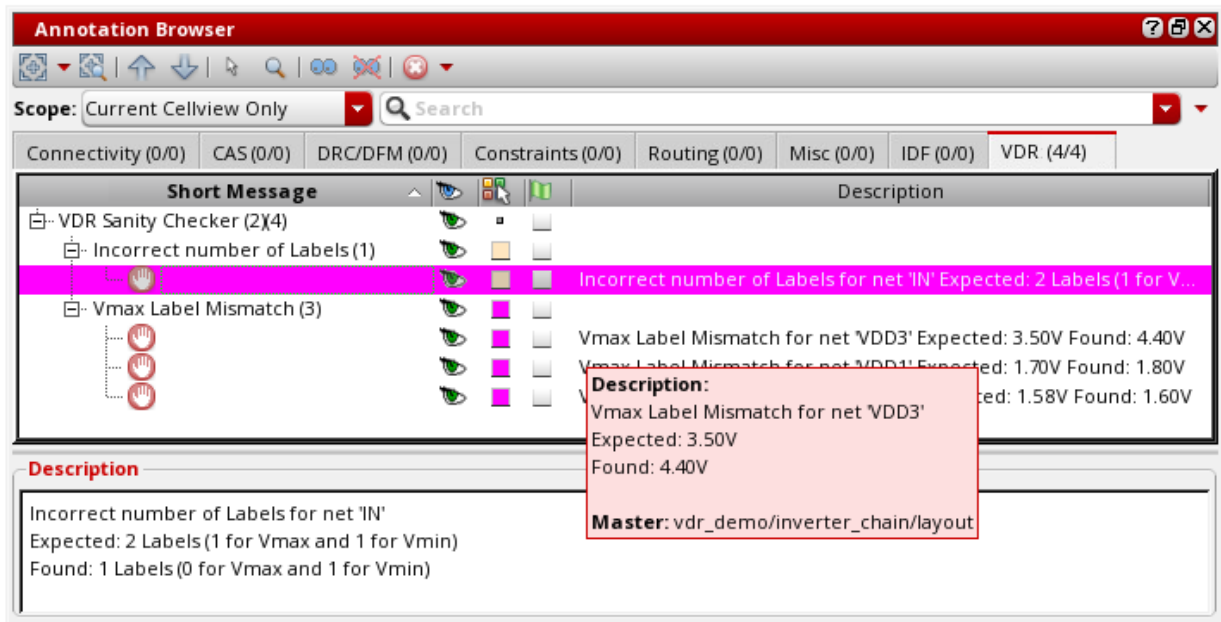 Annotation Browser
Scope: Current Cellview Only Search
Connectivity (0/0) CAS (0/0) DRC/DFM (0/0) Constraints (0/0) Routing (0/0) Misc (0/0) IDF (0/0) VDR (4/4)
Short Message Description
VDR Sanity Checker (2)(4)
Incorrect number of Labels (1)
Incorrect number of Labels for net 'IN' Expected: 2 Labels (1 for V...
Vmax Label Mismatch (3)
Vmax Label Mismatch for net 'VDD3' Expected: 3.50V Found: 4.40V
Vmax Label Mismatch for net 'VDD1' Expected: 1.70V Found: 1.80V
1.58V Found: 1.60V
Description:
Vmax Label Mismatch for net 'VDD3'
Expected: 3.50V
Found: 4.40V
Master: vdr_demo/inverter_chain/layout
Description
Incorrect number of Labels for net 'IN'
Expected: 2 Labels (1 for Vmax and 1 for Vmin)
Found: 1 Labels (0 for Vmax and 1 for Vmin)